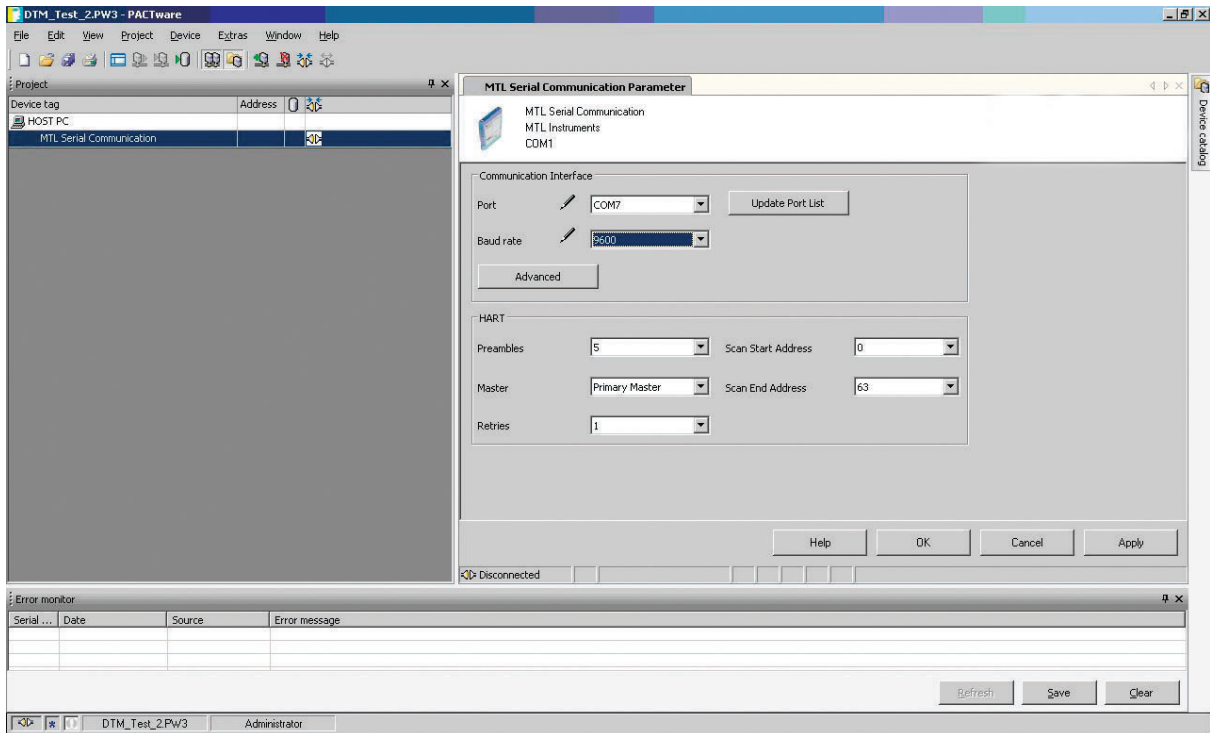 DTM_Test_2.PW3 - PACTware
File Edit View Project Device Extras Window Help
Project
Device tag Address
HOST PC
MTL Serial Communication
MTL Serial Communication Parameter
MTL Serial Communication
MTL Instruments
COM1
Communication Interface
Port COM7 Update Port List
Baud rate 9600
Advanced
HART
Preambles 5 Scan Start Address 0
Master Primary Master Scan End Address 63
Retries 1
Help OK Cancel Apply
Disconnected
Device catalog
Error monitor
Serial ... Date Source Error message
Refresh Save Clear
DTM_Test_2.PW3 Administrator